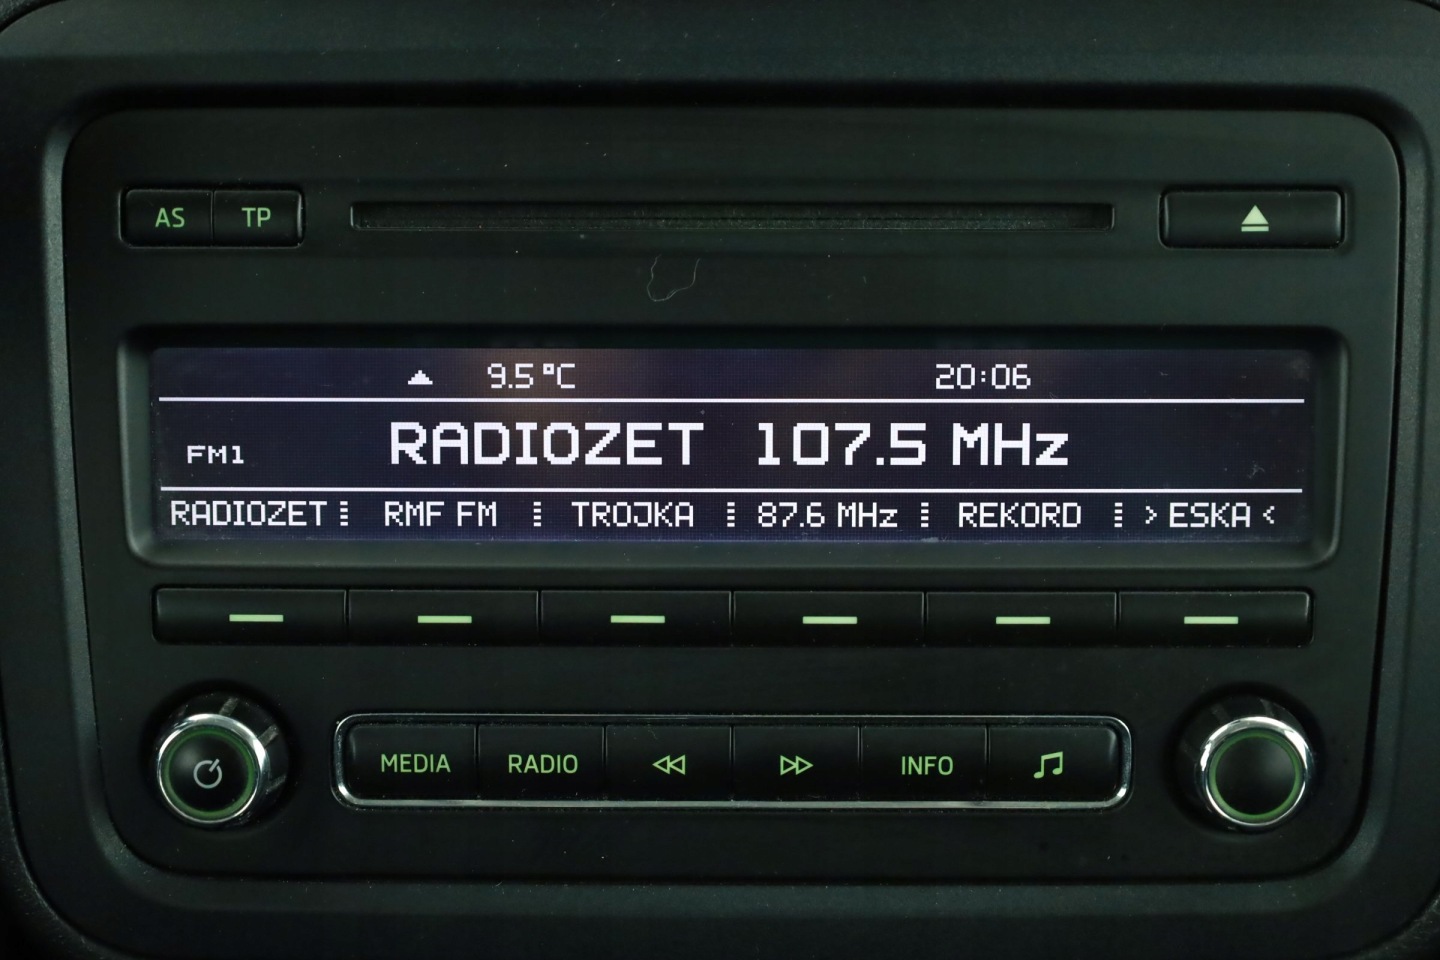 AS TP
9.5 °C 20:06
FM1 RADIOZET 107.5 MHz
RADIOZET RMF FM TROJKA 87.6 MHz REKORD > ESKA <
MEDIA RADIO INFO